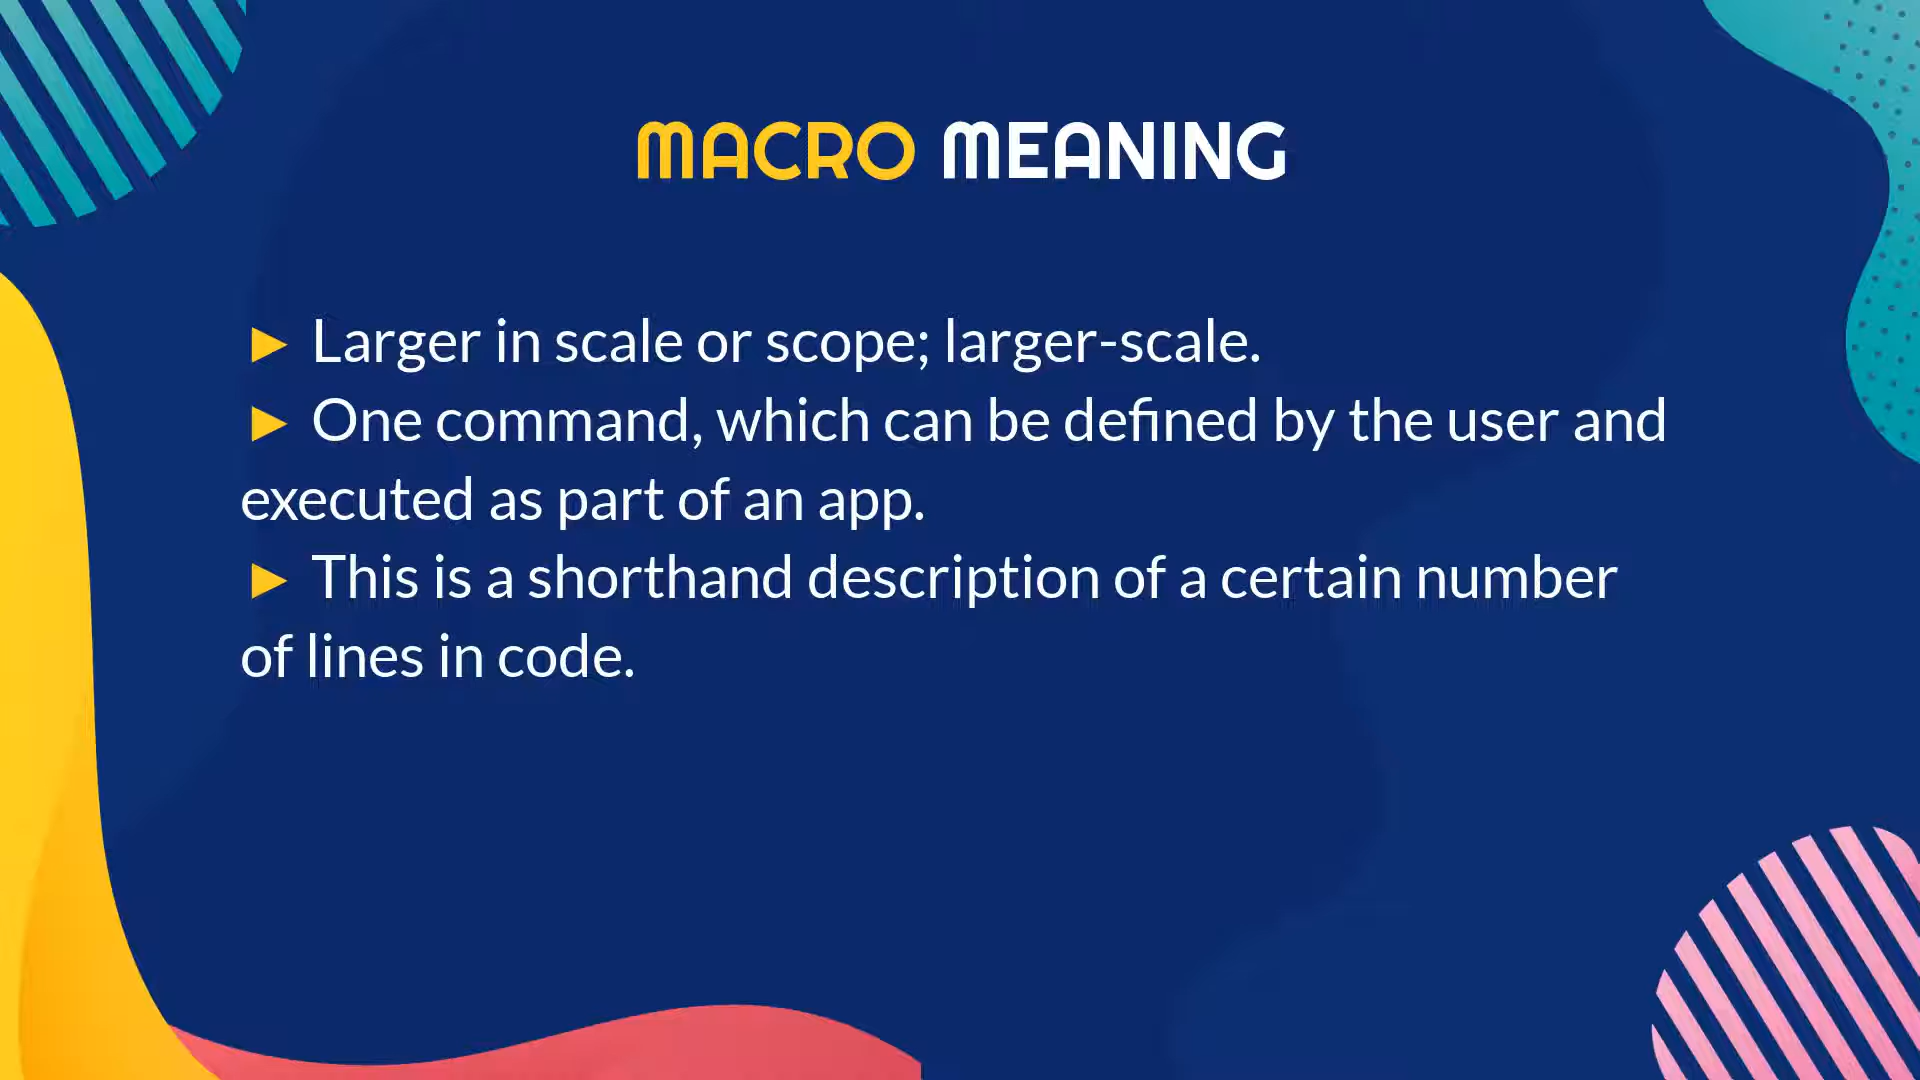 MACRO MEANING
► Larger in scale or scope; larger-scale.
► One command, which can be defined by the user and
executed as part of an app.
► This is a shorthand description of a certain number
of lines in code.